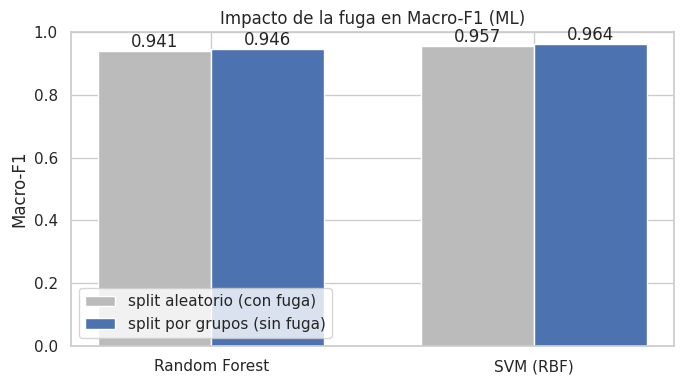 Impacto de la fuga en Macro-F1 (ML)
1.0
0.8
0.6
0.4
0.2
0.0
Macro-F1
0.941
0.946
0.957
0.964
split aleatorio (con fuga)
split por grupos (sin fuga)
Random Forest
SVM (RBF)